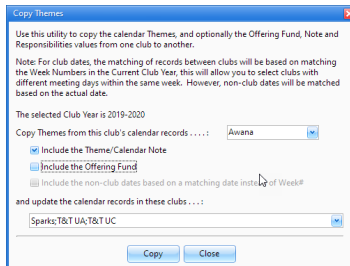 Copy Themes
Use this utility to copy the calendar Themes, and optionally the Offering Fund, Note and
Responsibilities values from one club to another.
Note: For club dates, the matching of records between clubs will be based on matching
the Week Numbers in the Current Club Year, this will allow you to select clubs with
different meeting days within the same week. However, non-club dates will be matched
based on the actual date.
The selected Club Year is 2019-2020
Copy Themes from this club's calendar records . . . . : Awana
Include the Theme/Calendar Note
Include the Offering Fund
Include the non-club dates based on a matching date instead of Week#
and update the calendar records in these clubs . . . :
Sparks;T&T UA;T&T UC
Copy Close